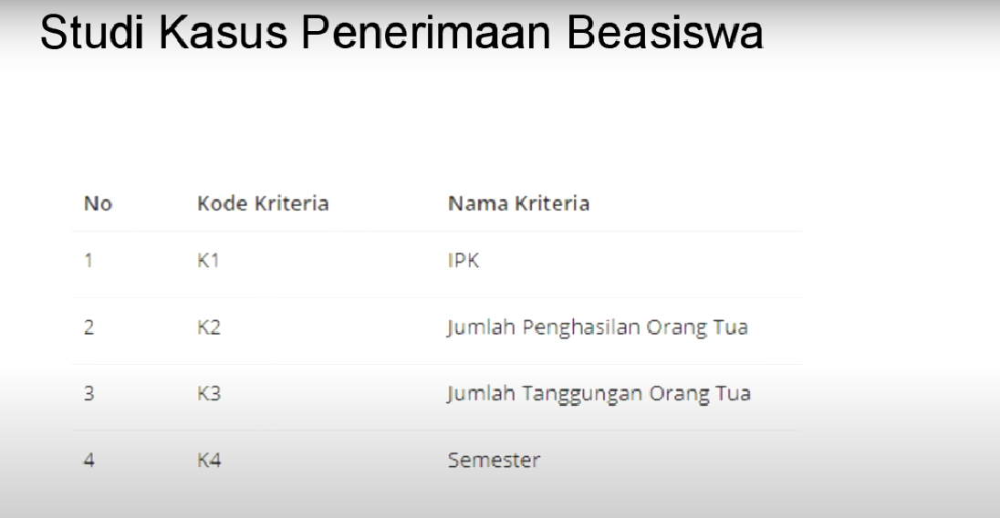 Studi Kasus Penerimaan Beasiswa
No Kode Kriteria Nama Kriteria
1 K1 IPK
2 K2 Jumlah Penghasilan Orang Tua
3 K3 Jumlah Tanggungan Orang Tua
4 K4 Semester